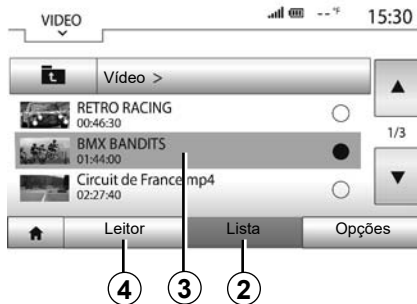 VIDEO
--°F 15:30
Vídeo >
RETRO RACING
00:46:30
BMX BANDITS
01:44:00
1/3
Circuit de France mp4
02:27:40
Leitor Lista Opções
4 3 2